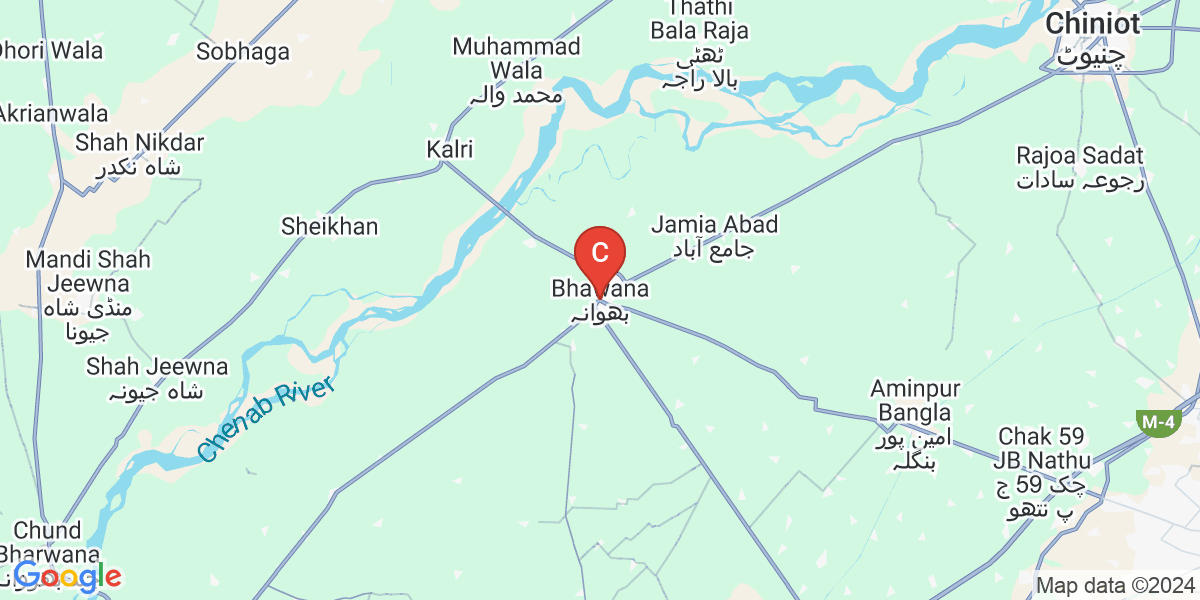 Thathi
Bala Raja
ٹھٹی
بالا راجہ
Chiniot
چنیوٹ
Dhori Wala
Sobhaga
Muhammad
Wala
محمد والہ
Akrianwala
Shah Nikdar
شاہ نکدر
Kalri
Rajoa Sadat
رجوعہ سادات
Sheikhan
Jamia Abad
جامع آباد
Mandi Shah
Jeewna
منڈی شاہ
جیونا
C
Bhawana
بھوانہ
Shah Jeewna
شاہ جیونہ
Chenab River
Aminpur
Bangla
امین پور
بنگلہ
M-4
Chak 59
JB Nathu
چک 59 ج
پ نتھو
Chund
Bharwana
Google
Map data ©2024